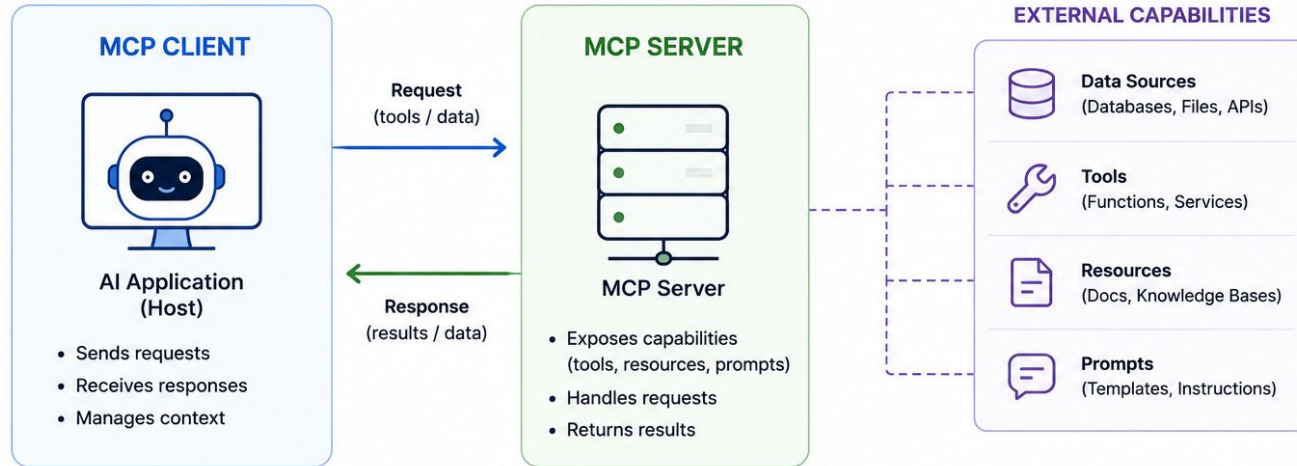 MCP CLIENT
AI Application
(Host)
• Sends requests
• Receives responses
• Manages context
Request
(tools / data)
Response
(results / data)
MCP SERVER
MCP Server
• Exposes capabilities
(tools, resources, prompts)
• Handles requests
• Returns results
EXTERNAL CAPABILITIES
Data Sources
(Databases, Files, APIs)
Tools
(Functions, Services)
Resources
(Docs, Knowledge Bases)
Prompts
(Templates, Instructions)